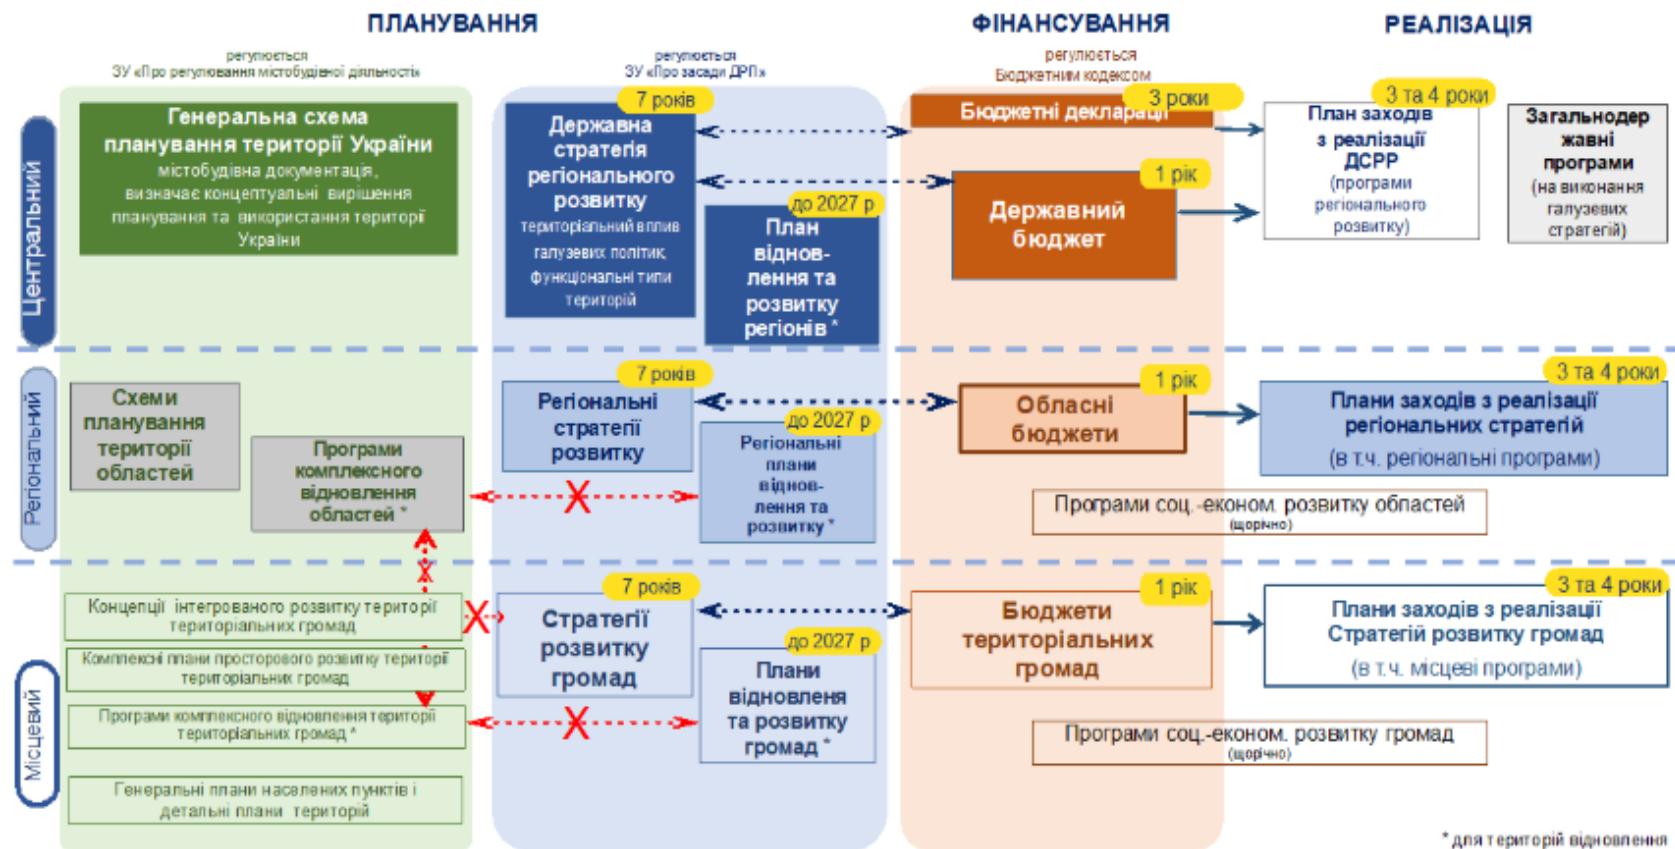 ПЛАНУВАННЯ
ФІНАНСУВАННЯ
РЕАЛІЗАЦІЯ
регулюється
ЗУ «Про регулювання містобудівної діяльності»
регулюється
ЗУ «Про засади ДРП»
регулюється
Бюджетним кодексом
Центральний
Генеральна схема
планування території України
містобудівна документація,
визначає концептуальні вирішення
планування та використання території
України
7 років
Державна
стратегія
регіонального
розвитку
територіальний вплив
галузевих політик,
функціональні типи
територій
до 2027 р
План
віднов-
лення та
розвитку
регіонів *
3 роки
Бюджетні декларації
1 рік
Державний
бюджет
3 та 4 роки
План заходів
з реалізації
ДСРР
(програми
регіонального
розвитку)
Загальнодер
жавні
програми
(на виконання
галузевих
стратегій)
Регіональний
Схеми
планування
території
областей
Програми
комплексного
відновлення
областей *
7 років
Регіональні
стратегії
розвитку
до 2027 р
Регіональні
плани
віднов-
лення та
розвитку *
X
1 рік
Обласні
бюджети
3 та 4 роки
Плани заходів з реалізації
регіональних стратегій
(в т.ч. регіональні програми)
Програми соц.-економ. розвитку областей
(щорічно)
X
Місцевий
Концепції інтегрованого розвитку території
територіальних громад
X
Комплексні плани просторового розвитку території
територіальних громад
Програми комплексного відновлення території
територіальних громад *
X
Генеральні плани населених пунктів і
детальні плани територій
7 років
Стратегії
розвитку
громад
до 2027 р
Плани
відновленя
та розвитку
громад *
1 рік
Бюджети
територіальних
громад
3 та 4 роки
Плани заходів з реалізації
Стратегій розвитку громад
(в т.ч. місцеві програми)
Програми соц.-економ. розвитку громад
(щорічно)
* для територій відновлення